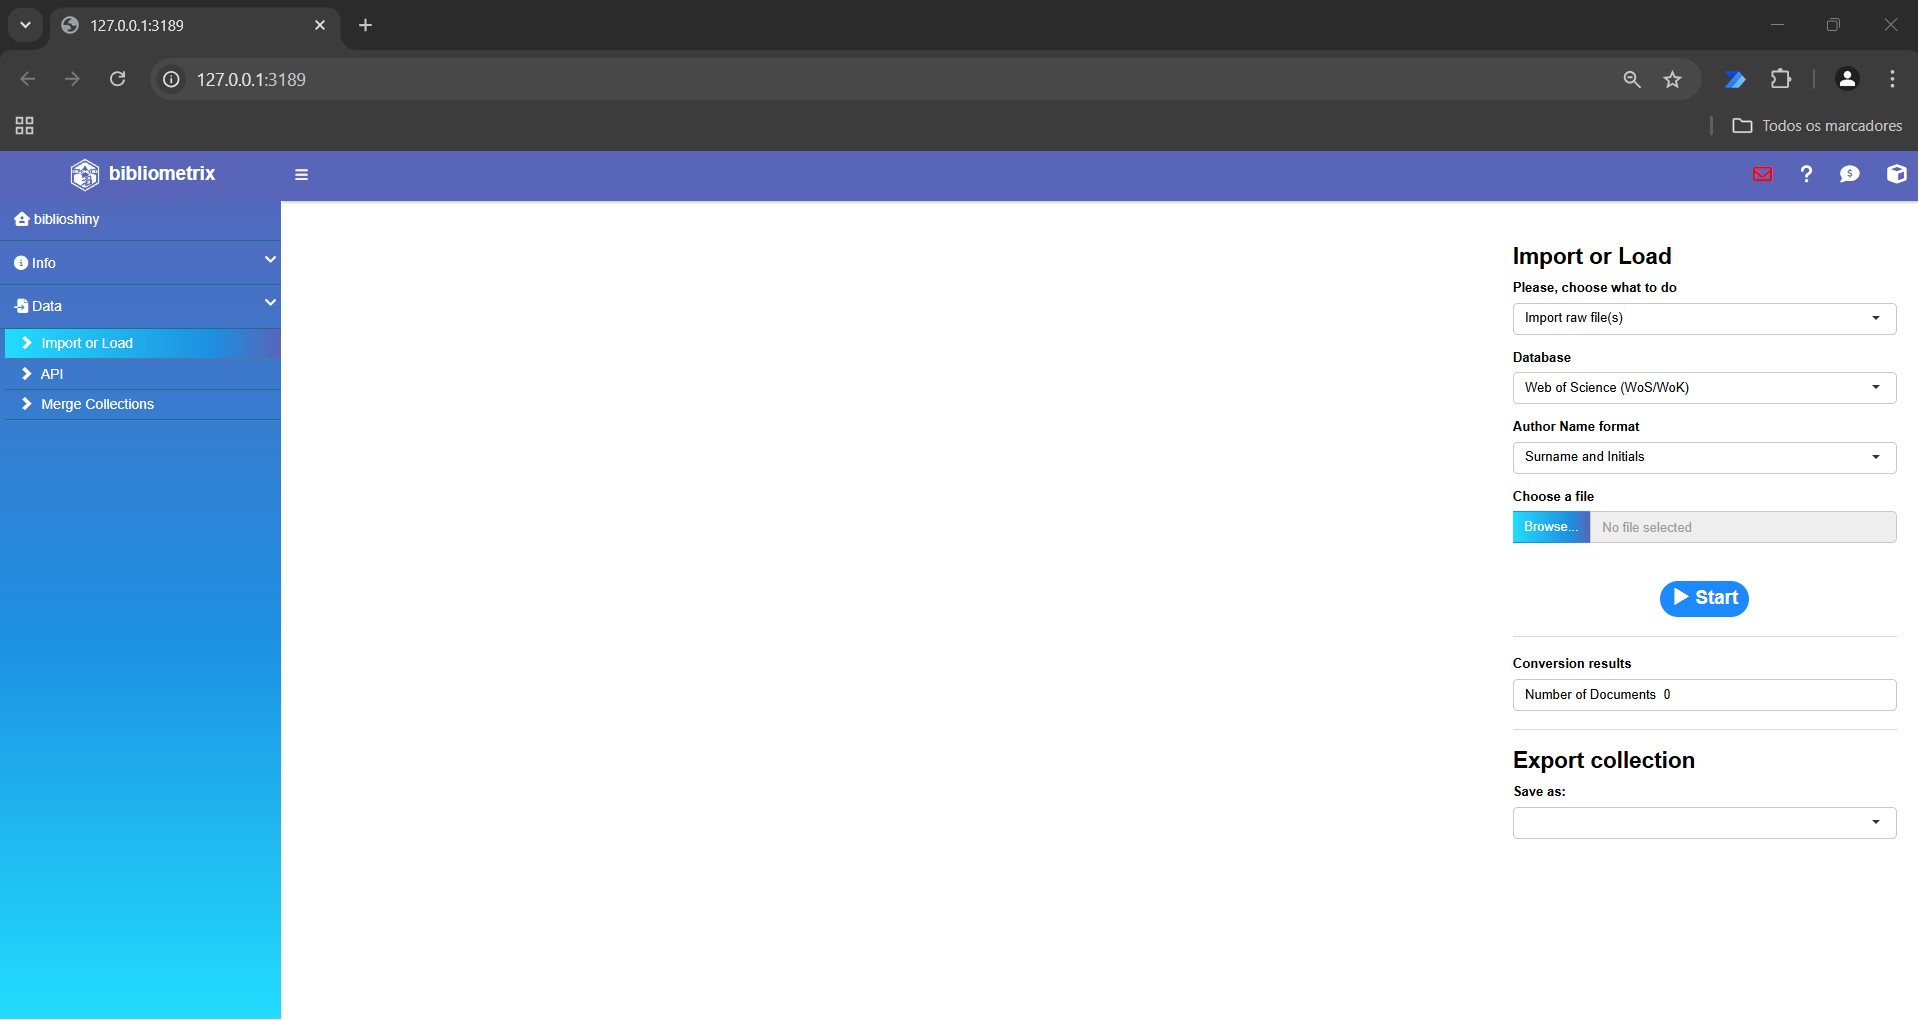 127.0.0.1:3189
127.0.0.1:3189
Todos os marcadores
bibliometrix
biblioshiny
Info
Data
Import or Load
API
Merge Collections
Import or Load
Please, choose what to do
Import raw file(s)
Database
Web of Science (WoS/WoK)
Author Name format
Surname and Initials
Choose a file
Browse... No file selected
Start
Conversion results
Number of Documents 0
Export collection
Save as: